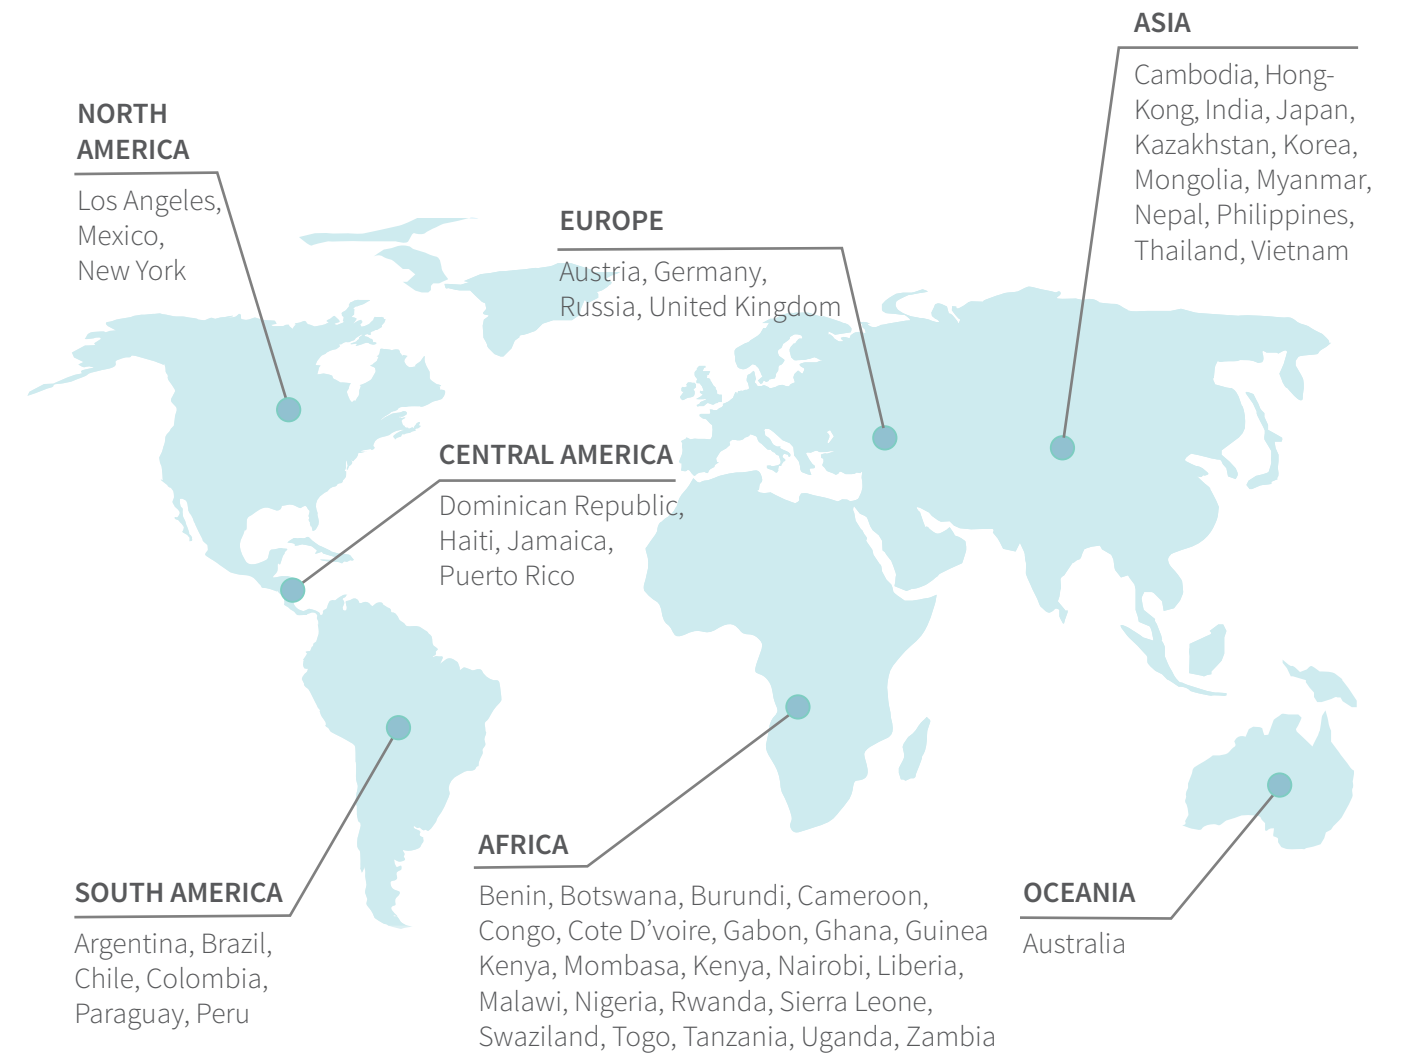 NORTH
AMERICA
Los Angeles,
Mexico,
New York
EUROPE
Austria, Germany,
Russia, United Kingdom
ASIA
Cambodia, Hong-
Kong, India, Japan,
Kazakhstan, Korea,
Mongolia, Myanmar,
Nepal, Philippines,
Thailand, Vietnam
CENTRAL AMERICA
Dominican Republic,
Haiti, Jamaica,
Puerto Rico
SOUTH AMERICA
Argentina, Brazil,
Chile, Colombia,
Paraguay, Peru
AFRICA
Benin, Botswana, Burundi, Cameroon,
Congo, Cote D’voire, Gabon, Ghana, Guinea
Kenya, Mombasa, Kenya, Nairobi, Liberia,
Malawi, Nigeria, Rwanda, Sierra Leone,
Swaziland, Togo, Tanzania, Uganda, Zambia
OCEANIA
Australia